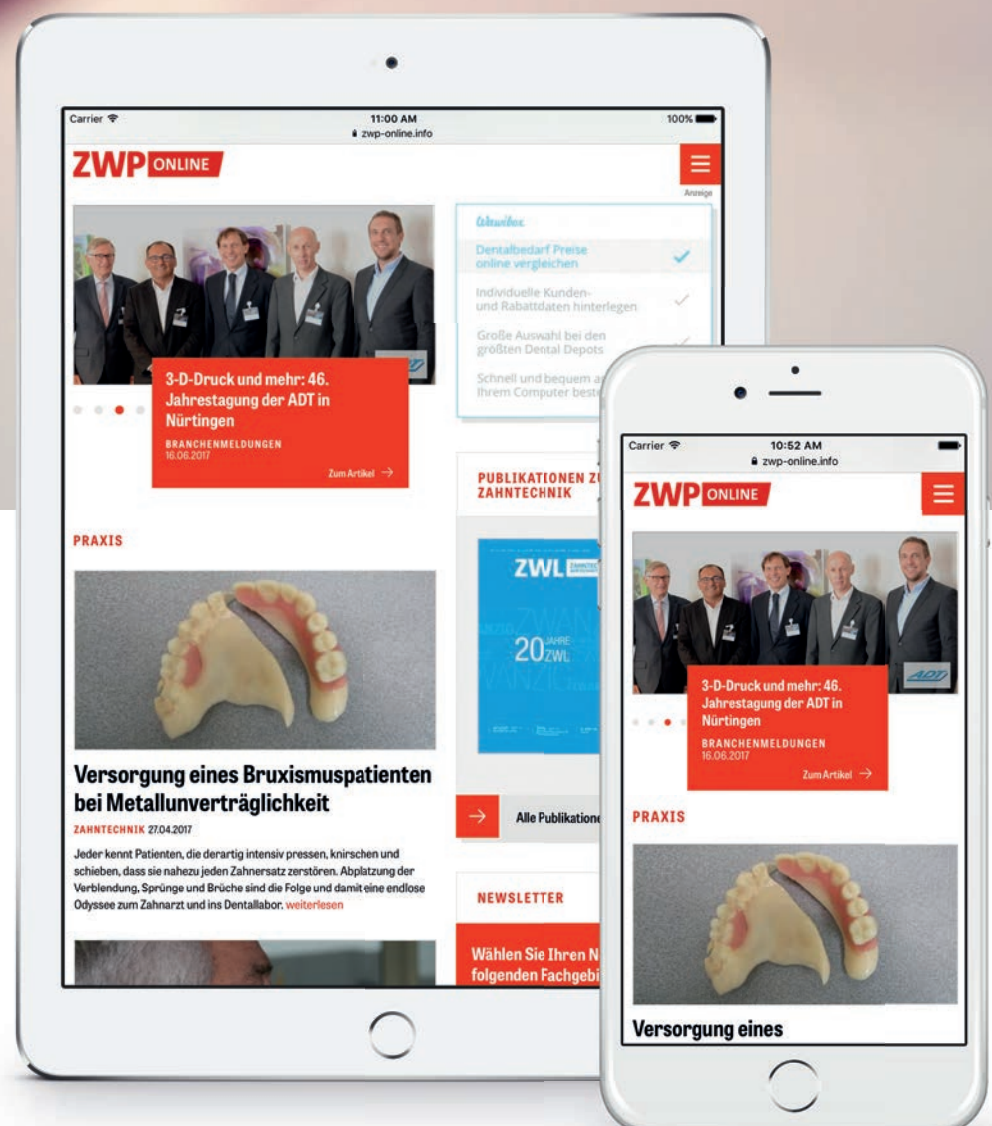 Carrier
11:00 AM
100%
zwp-online.info
ZWP ONLINE
Anzeige
Dentalbedarf Preise
online vergleichen
Individuelle Kunden-
und Rabattdaten hinterlegen
Große Auswahl bei den
größten Dental Depots
Schnell und bequem
Ihrem Computer
3-D-Druck und mehr: 46.
Jahrestagung der ADT in
Nürtingen
BRANCHENMELDUNGEN
16.06.2017
Zum Artikel →
PRAXIS
Versorgung eines Bruxismuspatienten
bei Metallunverträglichkeit
ZAHNTECHNIK 27.04.2017
Jeder kennt Patienten, die derartig intensiv pressen, knirschen und
schieben, dass sie nahezu jeden Zahnersatz zerstören. Abplatzung der
Verblendung, Sprünge und Brüche sind die Folge und damit eine endlose
Odyssee zum Zahnarzt und ins Dentallabor. weiterlesen
PUBLIKATIONEN
ZAHNTECHNIK
ZWL
20 JAHRE
ZWL
→ Alle
NEWSLETTER
Wählen Sie Ihren
folgenden
Carrier
10:52 AM
zwp-online.info
ZWP ONLINE
ADT
3-D-Druck und mehr: 46.
Jahrestagung der ADT in
Nürtingen
BRANCHENMELDUNGEN
16.06.2017
Zum Artikel →
PRAXIS
Versorgung eines